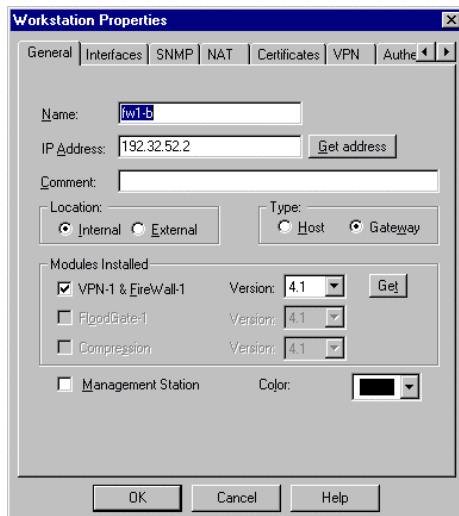 Workstation Properties
General Interfaces SNMP NAT Certificates VPN Authe
Name: fw1-b
IP Address: 192.32.52.2 Get address
Comment:
Location: Type:
Internal External Host Gateway
Modules Installed
VPN-1 & FireWall-1 Version: 4.1 Get
FloodGate-1 Version: 4.1
Compression Version: 4.1
Management Station Color:
OK Cancel Help